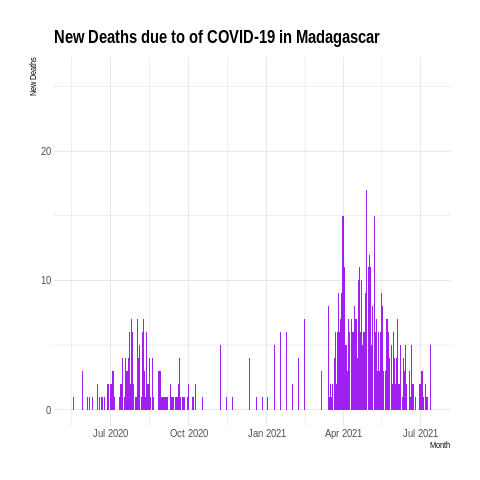 New Deaths due to of COVID-19 in Madagascar
New Deaths
20
10
0
Jul 2020 Oct 2020 Jan 2021 Apr 2021 Jul 2021
Month